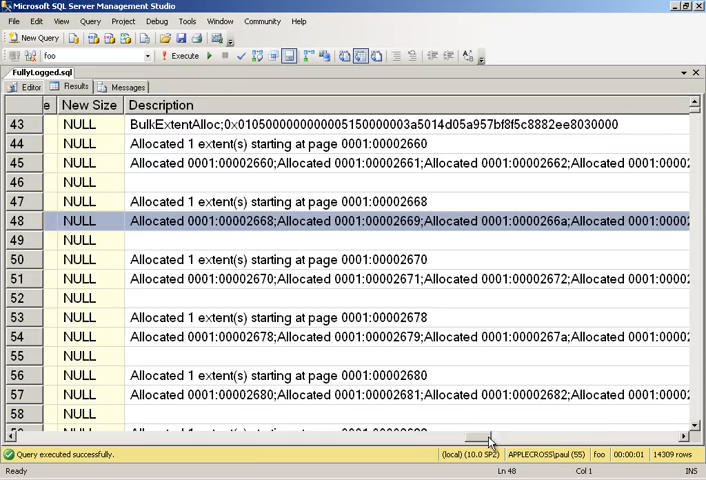 Microsoft SQL Server Management Studio
File Edit View Query Project Debug Tools Window Community Help
New Query
foo Execute
FullyLogged.sql
Editor Results Messages
e New Size Description
43 NULL BulkExtentAlloc;0x0105000000000005150000003a5014d05a957bf8f5c8882ee8030000
44 NULL Allocated 1 extent(s) starting at page 0001:00002660
45 NULL Allocated 0001:00002660;Allocated 0001:00002661;Allocated 0001:00002662;Allocated 0001:00002
46 NULL
47 NULL Allocated 1 extent(s) starting at page 0001:00002668
48 NULL Allocated 0001:00002668;Allocated 0001:00002669;Allocated 0001:0000266a;Allocated 0001:00002
49 NULL
50 NULL Allocated 1 extent(s) starting at page 0001:00002670
51 NULL Allocated 0001:00002670;Allocated 0001:00002671;Allocated 0001:00002672;Allocated 0001:00002
52 NULL
53 NULL Allocated 1 extent(s) starting at page 0001:00002678
54 NULL Allocated 0001:00002678;Allocated 0001:00002679;Allocated 0001:0000267a;Allocated 0001:00002
55 NULL
56 NULL Allocated 1 extent(s) starting at page 0001:00002680
57 NULL Allocated 0001:00002680;Allocated 0001:00002681;Allocated 0001:00002682;Allocated 0001:00002
58 NULL
Query executed successfully. (local) (10.0 SP2) APPLECROSS\paul (55) foo 00:00:01 14309 rows
Ready Ln 48 Col 1 INS